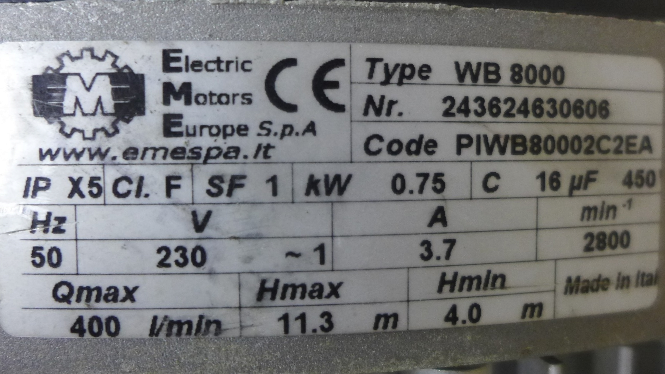 Electric
Motors
Europe S.p.A
EME
www.emespa.it
CE
Type WB 8000
Nr. 243624630606
Code PIWB80002C2EA
IP X5 Cl. F SF 1 kW 0.75 C 16 µF 450
Hz V A min⁻¹
50 230 ~ 1 3.7 2800
Qmax Hmax Hmin Made in Ital
400 l/min 11.3 m 4.0 m